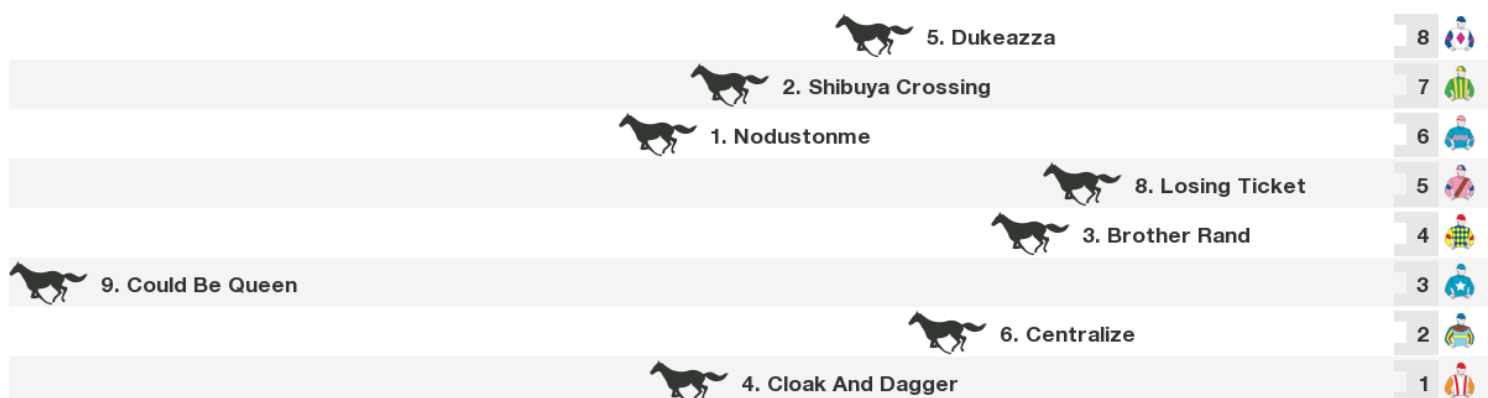 5. Dukeazza 8
2. Shibuya Crossing 7
1. Nodustonme 6
8. Losing Ticket 5
3. Brother Rand 4
9. Could Be Queen 3
6. Centralize 2
4. Cloak And Dagger 1